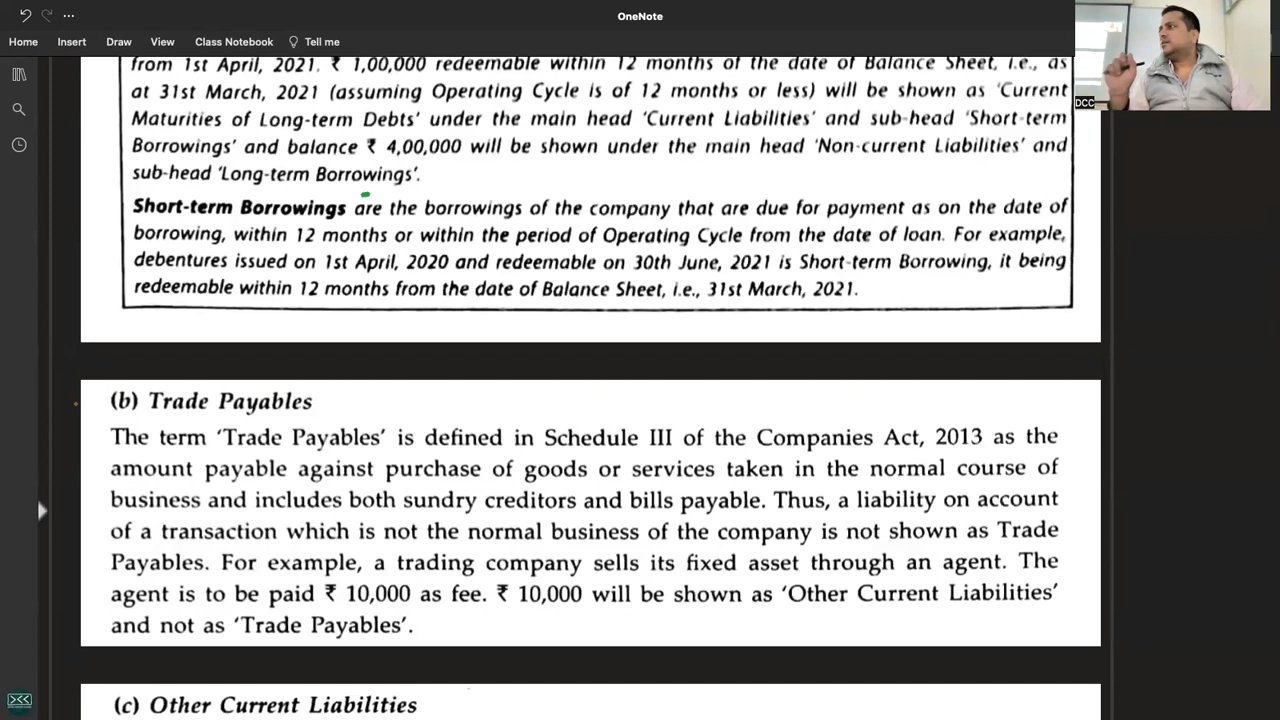 OneNote
Home Insert Draw View Class Notebook Tell me
DCC
from 1st April, 2021. ₹ 1,00,000 redeemable within 12 months of the date of Balance Sheet, i.e., as
at 31st March, 2021 (assuming Operating Cycle is of 12 months or less) will be shown as 'Current
Maturities of Long-term Debts' under the main head 'Current Liabilities' and sub-head 'Short-term
Borrowings' and balance ₹ 4,00,000 will be shown under the main head 'Non-current Liabilities' and
sub-head 'Long-term Borrowings'.
Short-term Borrowings are the borrowings of the company that are due for payment as on the date of
borrowing, within 12 months or within the period of Operating Cycle from the date of loan. For example,
debentures issued on 1st April, 2020 and redeemable on 30th June, 2021 is Short-term Borrowing, it being
redeemable within 12 months from the date of Balance Sheet, i.e., 31st March, 2021.
(b) Trade Payables
The term 'Trade Payables' is defined in Schedule III of the Companies Act, 2013 as the
amount payable against purchase of goods or services taken in the normal course of
business and includes both sundry creditors and bills payable. Thus, a liability on account
of a transaction which is not the normal business of the company is not shown as Trade
Payables. For example, a trading company sells its fixed asset through an agent. The
agent is to be paid ₹ 10,000 as fee. ₹ 10,000 will be shown as 'Other Current Liabilities'
and not as 'Trade Payables'.
(c) Other Current Liabilities